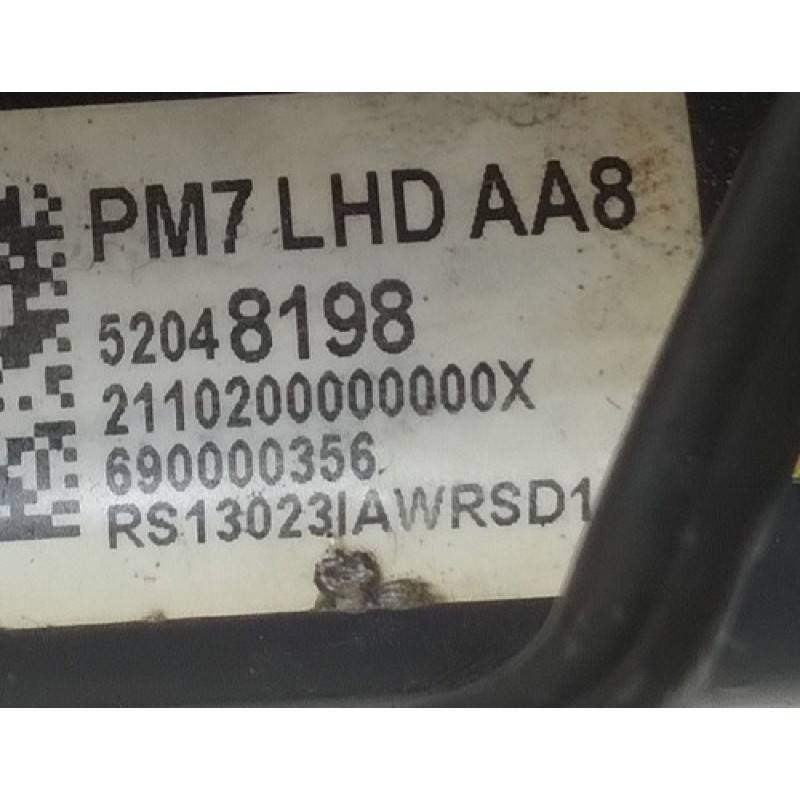 PM7 LHD AA8
52048198
2110200000000X
690000356
RS13023IAWRSD1